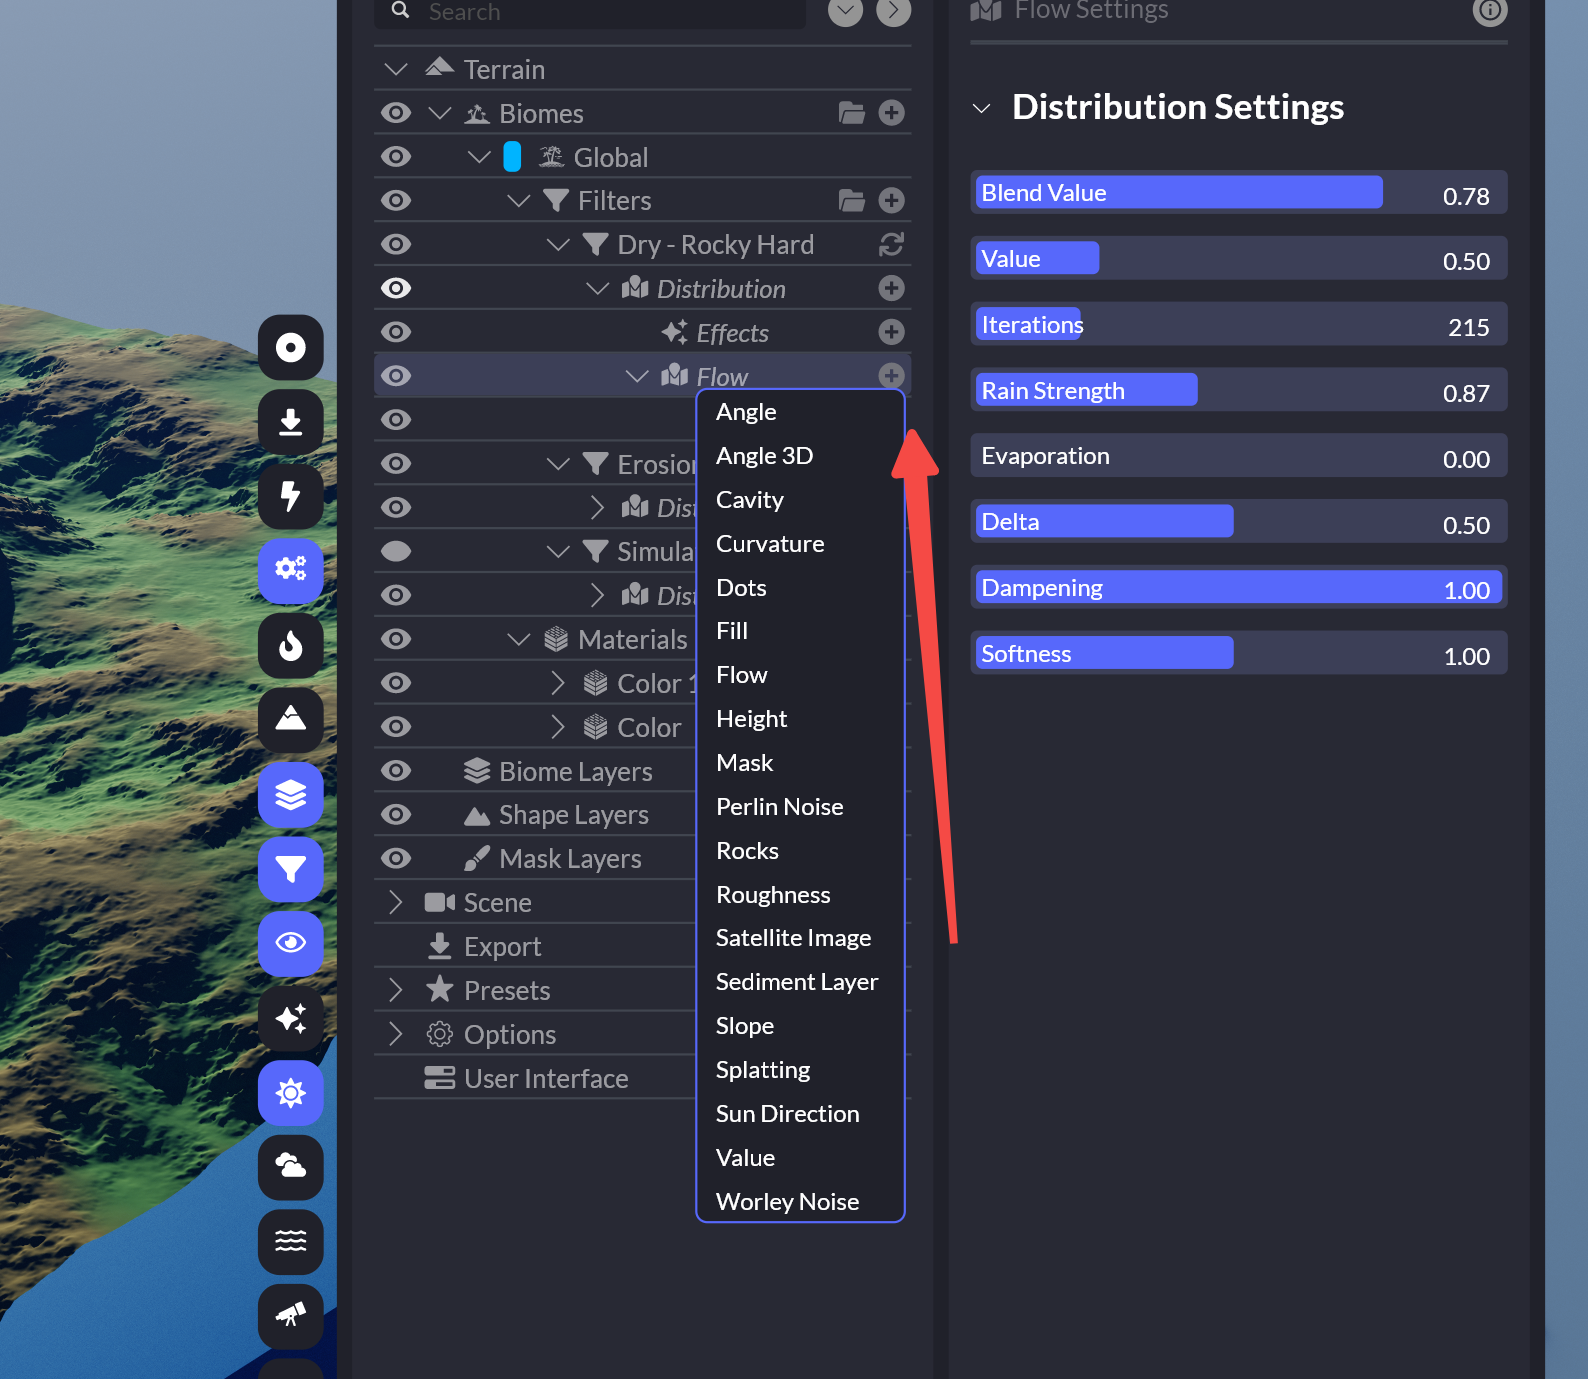 Search
Terrain
Biomes
Global
Filters
Dry - Rocky Hard
Distribution
Effects
Flow
Erosion
Dist
Simula
Dist
Materials
Color 1
Color
Biome Layers
Shape Layers
Mask Layers
Scene
Export
Presets
Options
User Interface
Angle
Angle 3D
Cavity
Curvature
Dots
Fill
Flow
Height
Mask
Perlin Noise
Rocks
Roughness
Satellite Image
Sediment Layer
Slope
Splatting
Sun Direction
Value
Worley Noise
Flow Settings
Distribution Settings
Blend Value 0.78
Value 0.50
Iterations 215
Rain Strength 0.87
Evaporation 0.00
Delta 0.50
Dampening 1.00
Softness 1.00